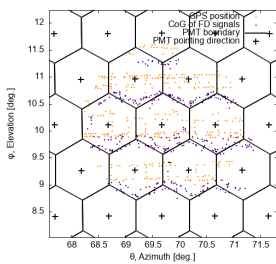 GPS position
CoG of FD signals
PMT boundary
PMT pointing direction
12
11.5
11
10.5
10
9.5
9
8.5
68
68.5
69
69.5
70
70.5
71
71.5
θ, Azimuth [deg.]
φ, Elevation [deg.]